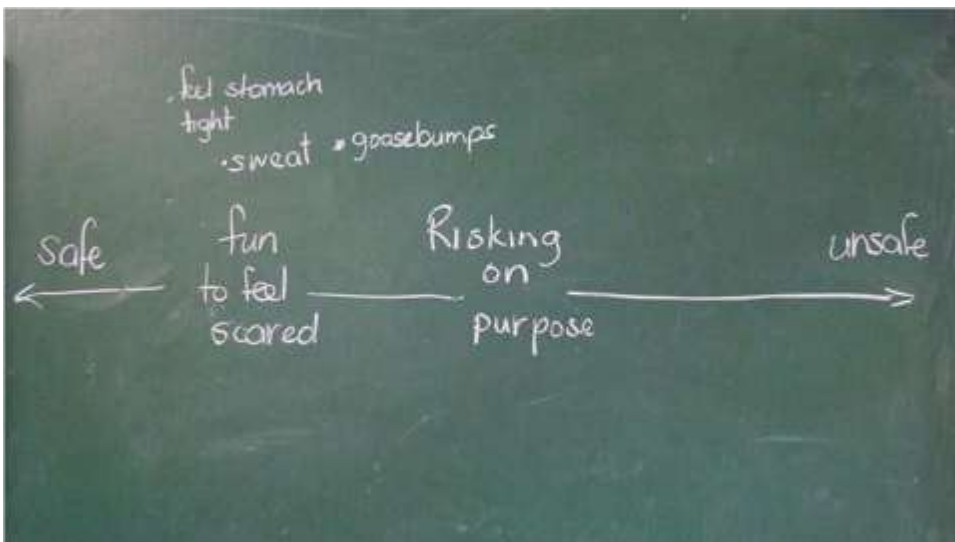 • feel stomach
tight
• sweat • goosebumps
safe
fun
to feel
scared
Risking
on
purpose
unsafe